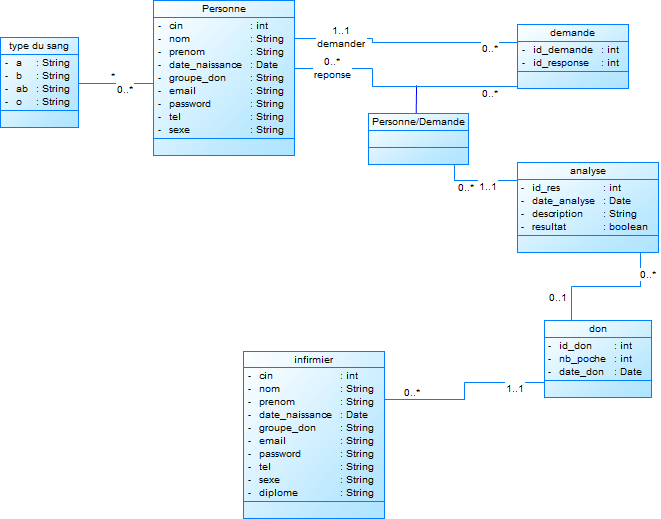 type du sang
- a : String
- b : String
- ab : String
- o : String
*
0..*
Personne
- cin : int
- nom : String
- prenom : String
- date_naissance : Date
- groupe_don : String
- email : String
- password : String
- tel : String
- sexe : String
1..1
demander
0..*
0..*
reponse
0..*
demande
- id_demande : int
- id_response : int
Personne/Demande
0..*
1..1
analyse
- id_res : int
- date_analyse : Date
- description : String
- resultat : boolean
0..*
0..1
don
- id_don : int
- nb_poche : int
- date_don : Date
1..1
0..*
infirmier
- cin : int
- nom : String
- prenom : String
- date_naissance : Date
- groupe_don : String
- email : String
- password : String
- tel : String
- sexe : String
- diplome : String